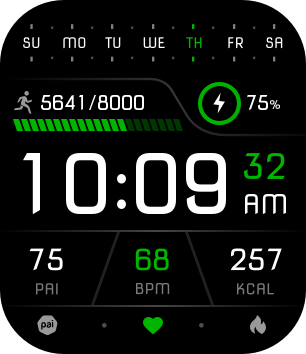 SU MO TU WE TH FR SA
5641/8000 75%
10:09 32 AM
75 68 257
PAI BPM KCAL
pai